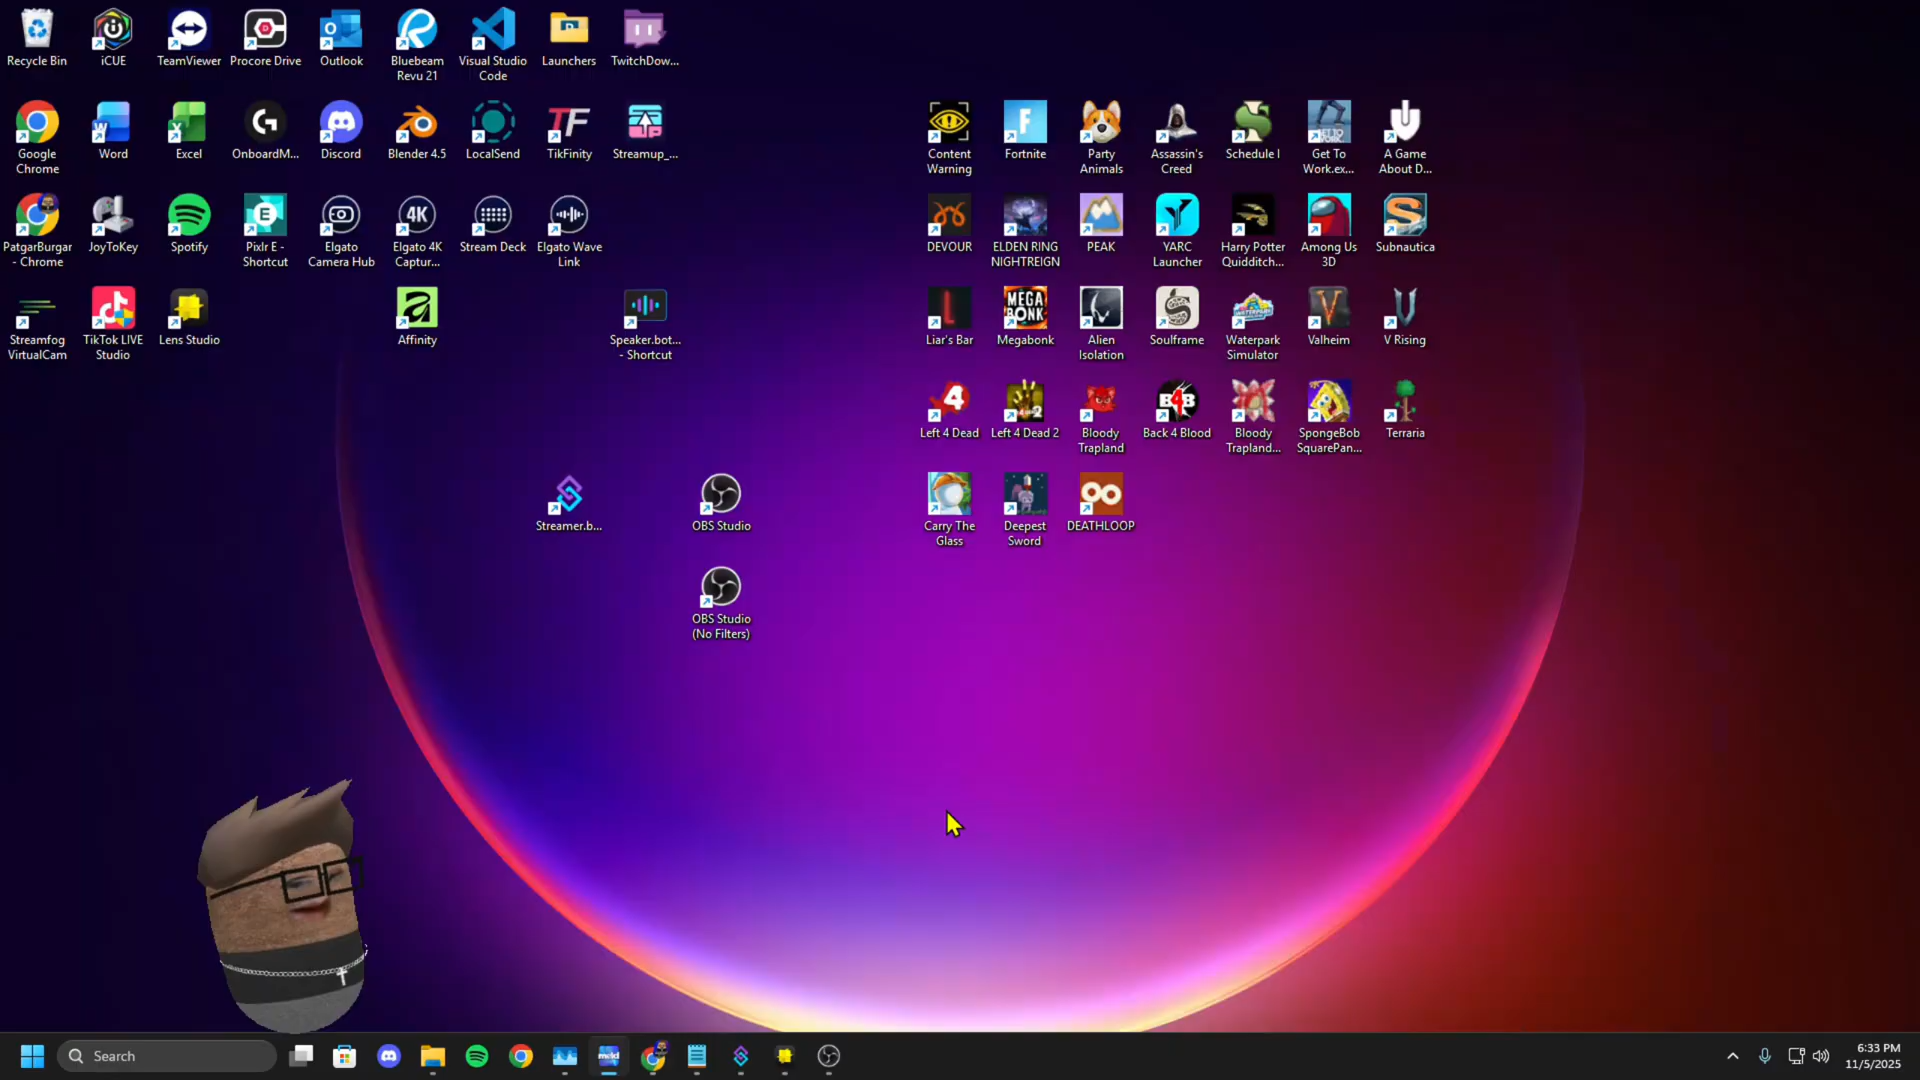 Recycle Bin
iCUE
TeamViewer
Procore Drive
Outlook
Bluebeam
Revu 21
Visual Studio
Code
Launchers
TwitchDow...
Google
Chrome
Word
Excel
OnboardM...
Discord
Blender 4.5
LocalSend
TikFinity
Streamup_...
Content
Warning
Fortnite
Party
Animals
Assassin's
Creed
Schedule I
Get To
Work.ex...
A Game
About D...
PatgarBurgar
- Chrome
JoyToKey
Spotify
Pixlr E -
Shortcut
Elgato
Camera Hub
4K
Elgato 4K
Captur...
Stream Deck
Elgato Wave
Link
DEVOUR
ELDEN RING
NIGHTREIGN
PEAK
YARC
Launcher
Harry Potter
Quidditch...
Among Us
3D
Subnautica
Streamfog
VirtualCam
TikTok LIVE
Studio
Lens Studio
Affinity
Speaker.bot...
- Shortcut
Liar's Bar
MEGA
BONK
Megabonk
Alien
Isolation
Soulframe
Waterpark
Simulator
Valheim
V Rising
Left 4 Dead
Left 4 Dead 2
Bloody
Trapland
B4B
Back 4 Blood
Bloody
Trapland...
SpongeBob
SquarePan...
Terraria
Streamer.b...
OBS Studio
Carry The
Glass
Deepest
Sword
DEATHLOOP
OBS Studio
(No Filters)
Search
meld
6:33 PM
11/5/2025